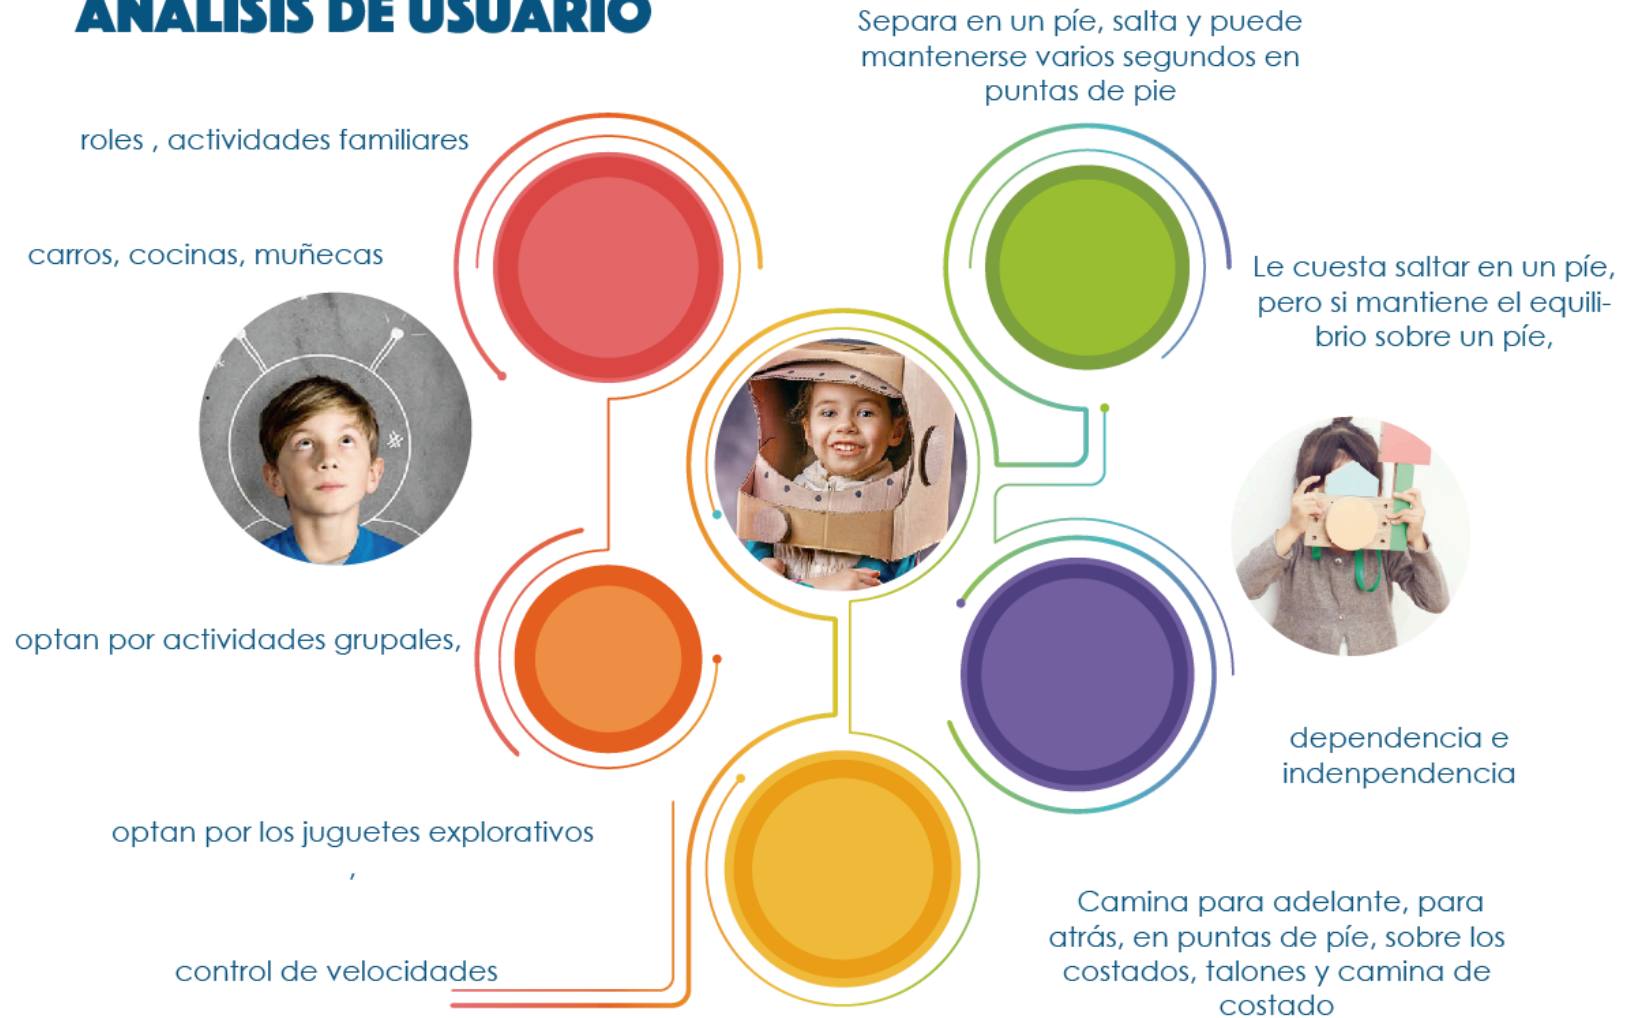 ANÁLISIS DE USUARIO
Separa en un píe, salta y puede
mantenerse varios segundos en
puntas de pie
roles , actividades familiares
carros, cocinas, muñecas
Le cuesta saltar en un píe,
pero si mantiene el equili-
brio sobre un píe,
optan por actividades grupales,
dependencia e
indenpendencia
optan por los juguetes explorativos
,
control de velocidades
Camina para adelante, para
atrás, en puntas de píe, sobre los
costados, talones y camina de
costado